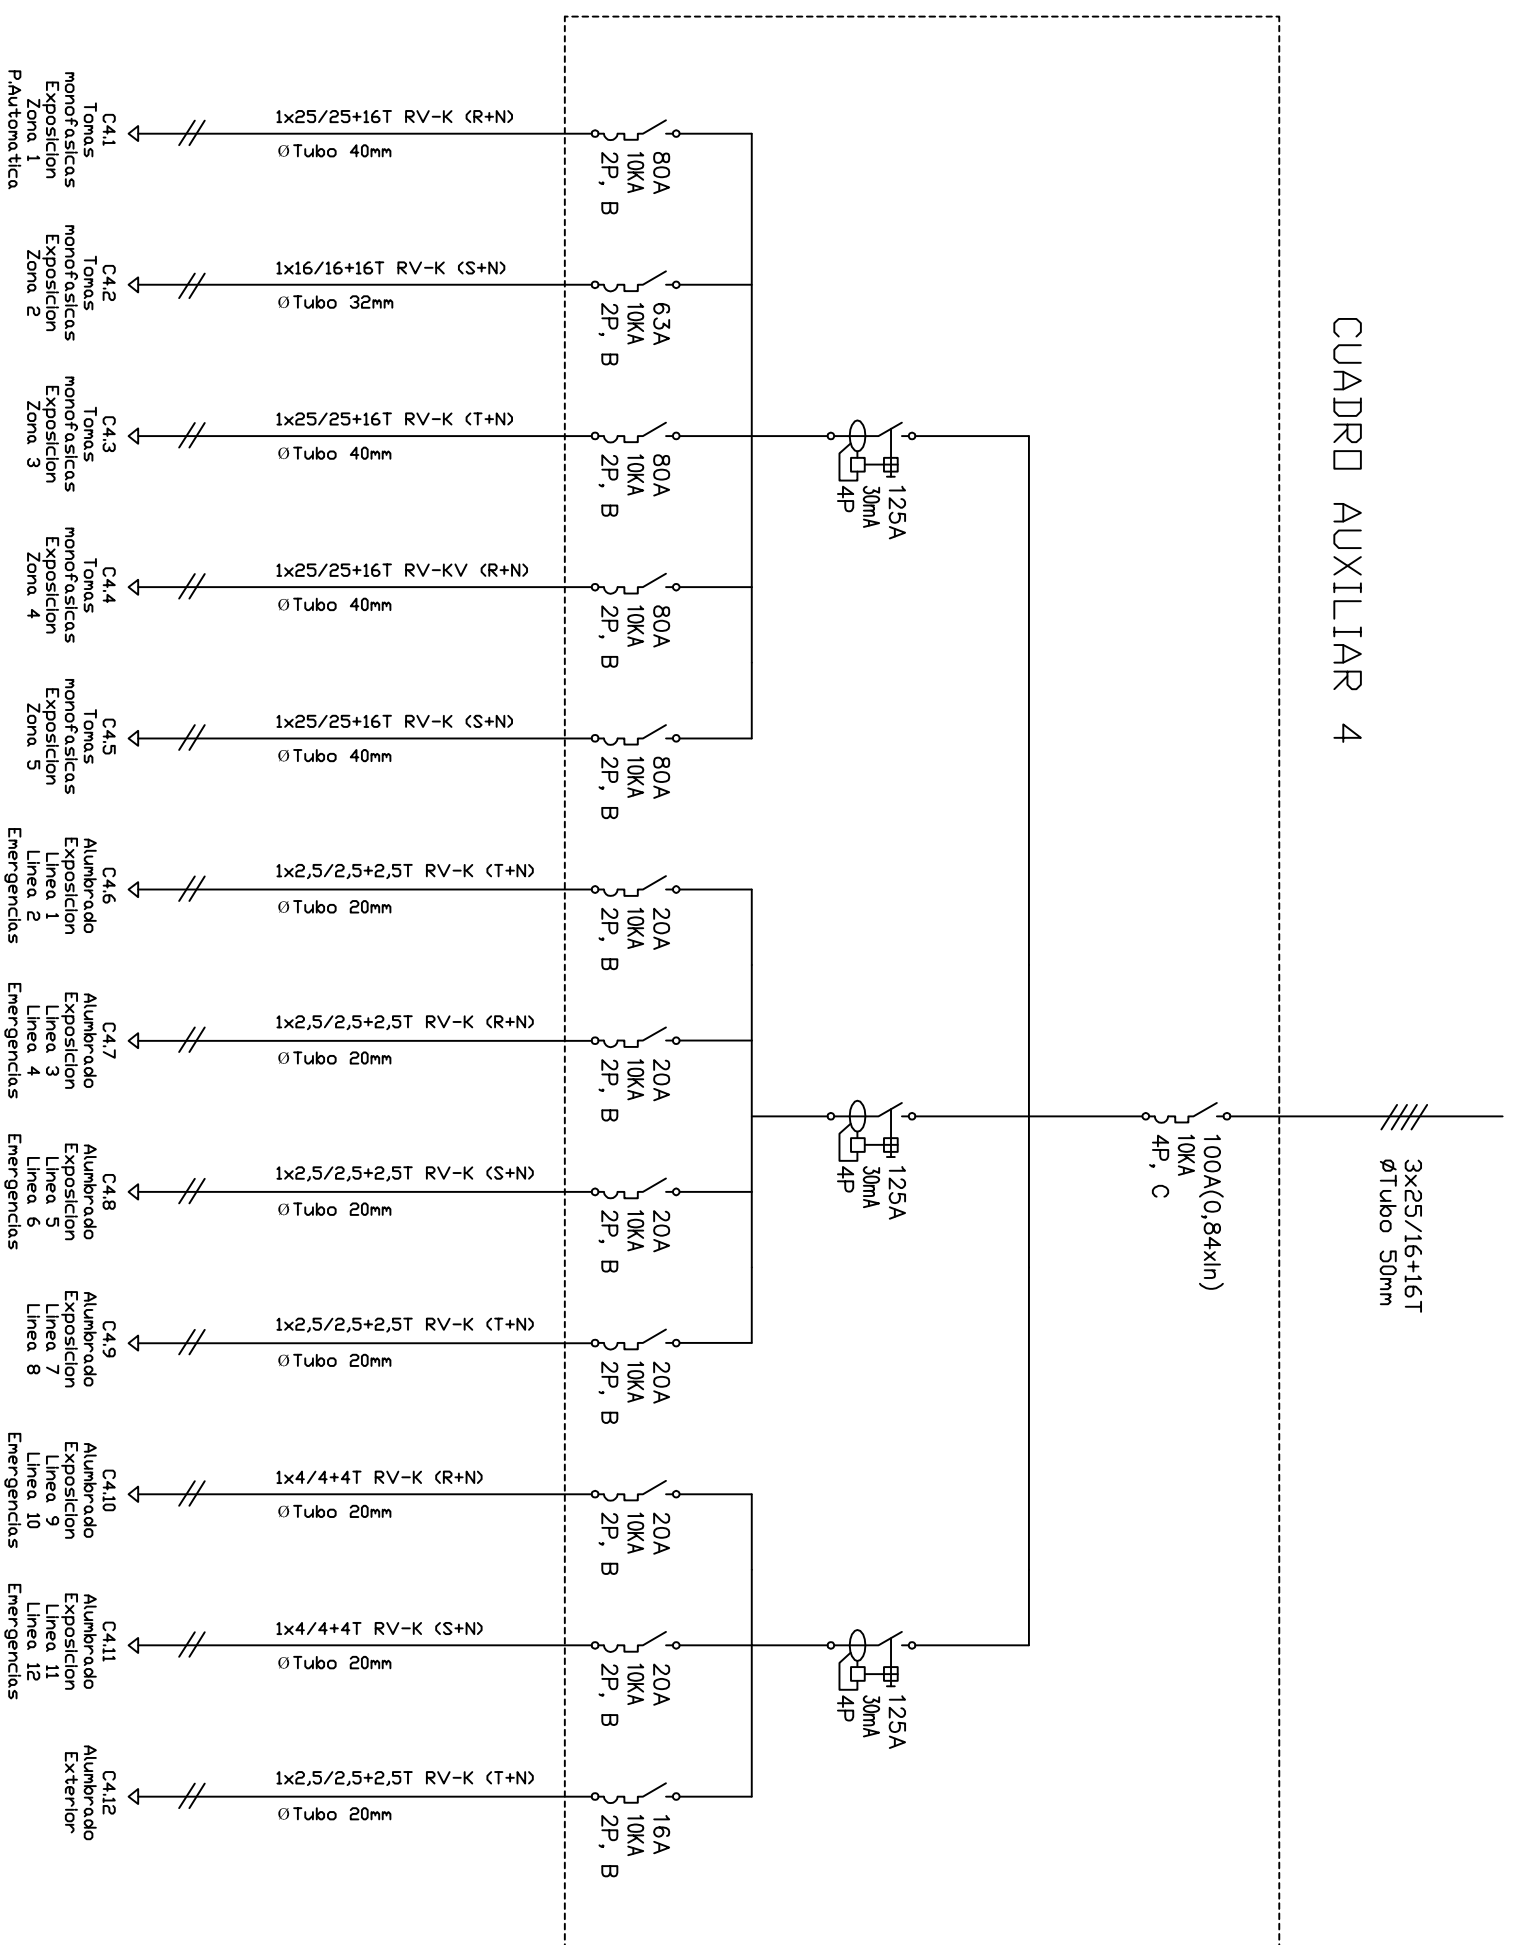 CUADRO AUXILIAR 4
3x25/16+16T
øTubo 50mm
100A(0,84xIn)
10KA
4P, C
125A
30mA
4P
125A
30mA
4P
125A
30mA
4P
80A
10KA
2P, B
1x25/25+16T RV-K (R+N)
ØTubo 40mm
C4.1
Tomas
monofasicas
Exposicion
Zona 1
P.Automatica
63A
10KA
2P, B
1x16/16+16T RV-K (S+N)
ØTubo 32mm
C4.2
Tomas
monofasicas
Exposicion
Zona 2
80A
10KA
2P, B
1x25/25+16T RV-K (T+N)
ØTubo 40mm
C4.3
Tomas
monofasicas
Exposicion
Zona 3
80A
10KA
2P, B
1x25/25+16T RV-KV (R+N)
ØTubo 40mm
C4.4
Tomas
monofasicas
Exposicion
Zona 4
80A
10KA
2P, B
1x25/25+16T RV-K (S+N)
ØTubo 40mm
C4.5
Tomas
monofasicas
Exposicion
Zona 5
20A
10KA
2P, B
1x2,5/2,5+2,5T RV-K (T+N)
ØTubo 20mm
C4.6
Alumbrado
Exposicion
Linea 1
Linea 2
Emergencias
20A
10KA
2P, B
1x2,5/2,5+2,5T RV-K (R+N)
ØTubo 20mm
C4.7
Alumbrado
Exposicion
Linea 3
Linea 4
Emergencias
20A
10KA
2P, B
1x2,5/2,5+2,5T RV-K (S+N)
ØTubo 20mm
C4.8
Alumbrado
Exposicion
Linea 5
Linea 6
Emergencias
20A
10KA
2P, B
1x2,5/2,5+2,5T RV-K (T+N)
ØTubo 20mm
C4.9
Alumbrado
Exposicion
Linea 7
Linea 8
20A
10KA
2P, B
1x4/4+4T RV-K (R+N)
ØTubo 20mm
C4.10
Alumbrado
Exposicion
Linea 9
Linea 10
Emergencias
20A
10KA
2P, B
1x4/4+4T RV-K (S+N)
ØTubo 20mm
C4.11
Alumbrado
Exposicion
Linea 11
Linea 12
Emergencias
16A
10KA
2P, B
1x2,5/2,5+2,5T RV-K (T+N)
ØTubo 20mm
C4.12
Alumbrado
Exterior